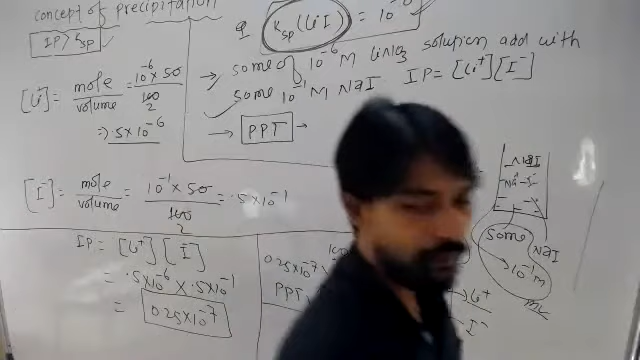 concept of precipitation
IP > Ksp
[Li+] = mole / volume = 10^-6 × 50 / 100 / 2
⇒ .5×10^-6
Q Ksp (LiI) = 10
→ some of 10^-6 M LiNO3 solution add with
some 10^-1 M NaI IP = [Li+] [I-]
→ PPT →
[I-] = mole / volume = 10^-1 × 50 / 100 / 2 = .5×10^-1
IP = [Li+] [I-]
= .5×10^-6 × .5×10^-1
= 0.25×10^-7
0.25×10^-7
PPT
→ Li+
I-
some
10^-1 M
NaI
mL